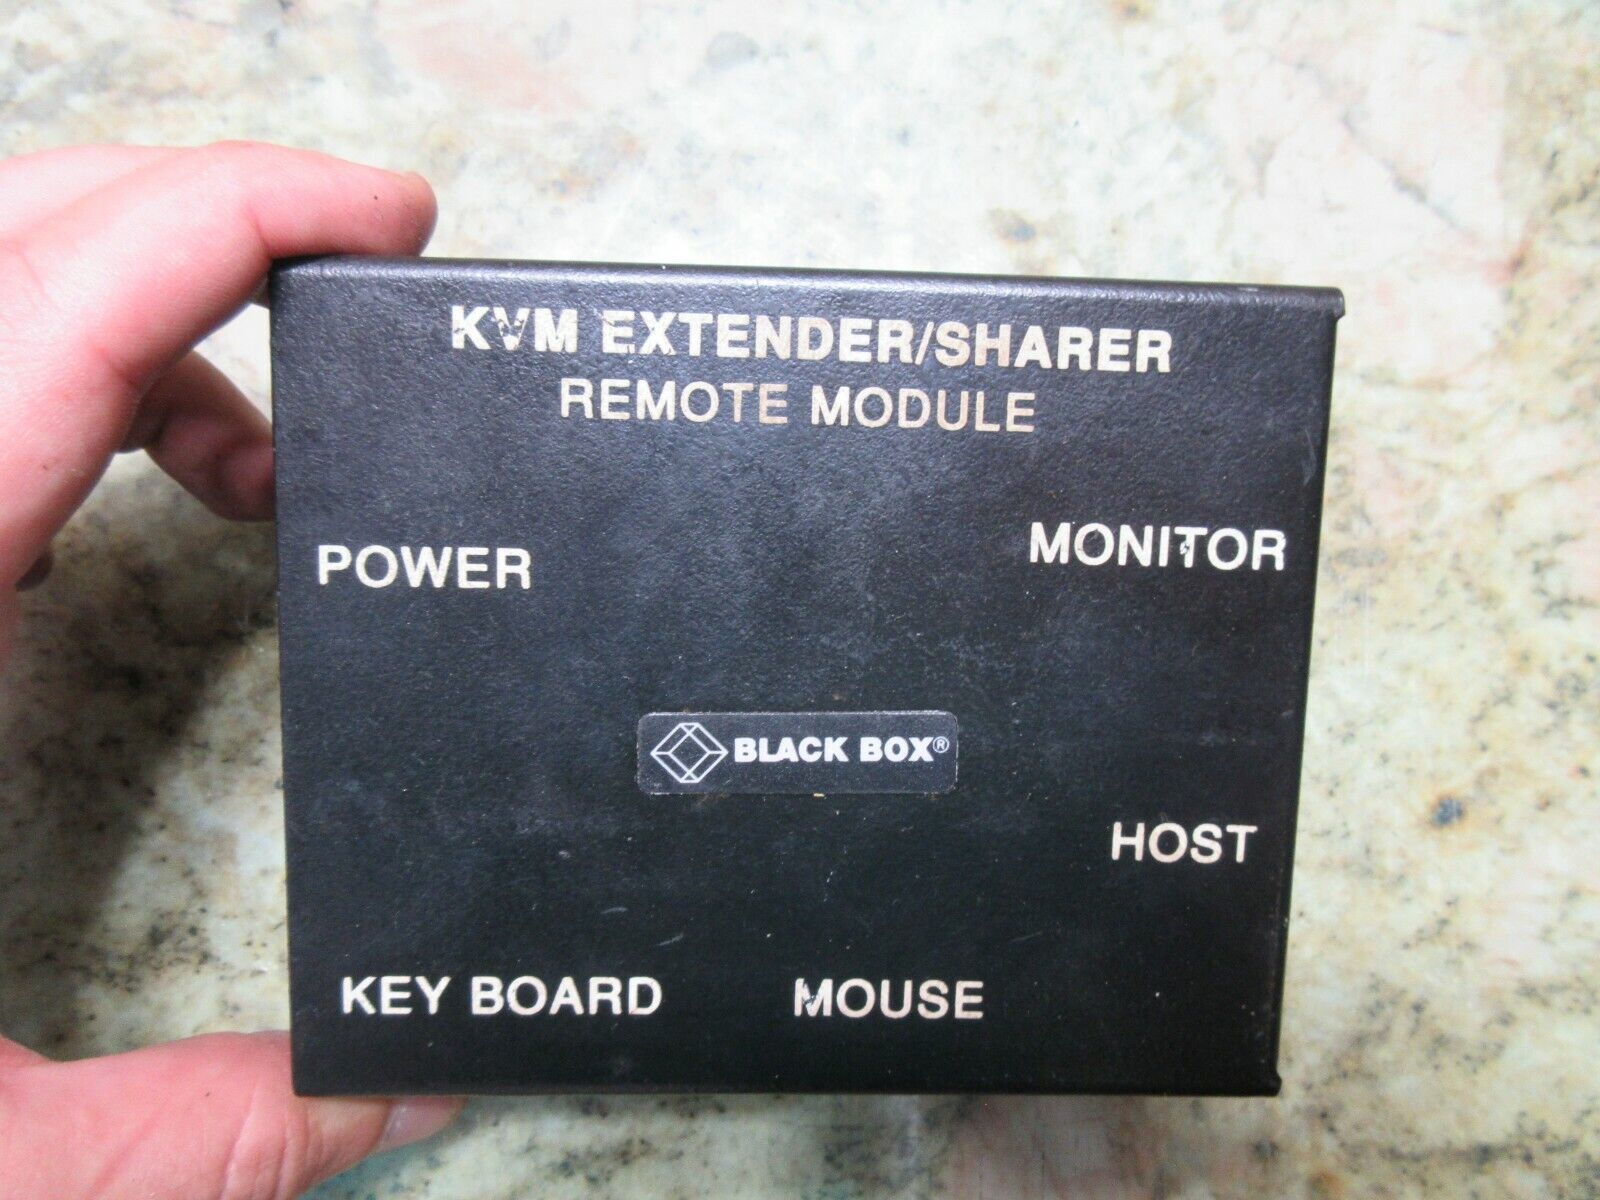 KVM EXTENDER/SHARER
REMOTE MODULE
POWER
MONITOR
BLACK BOX®
HOST
KEY BOARD
MOUSE